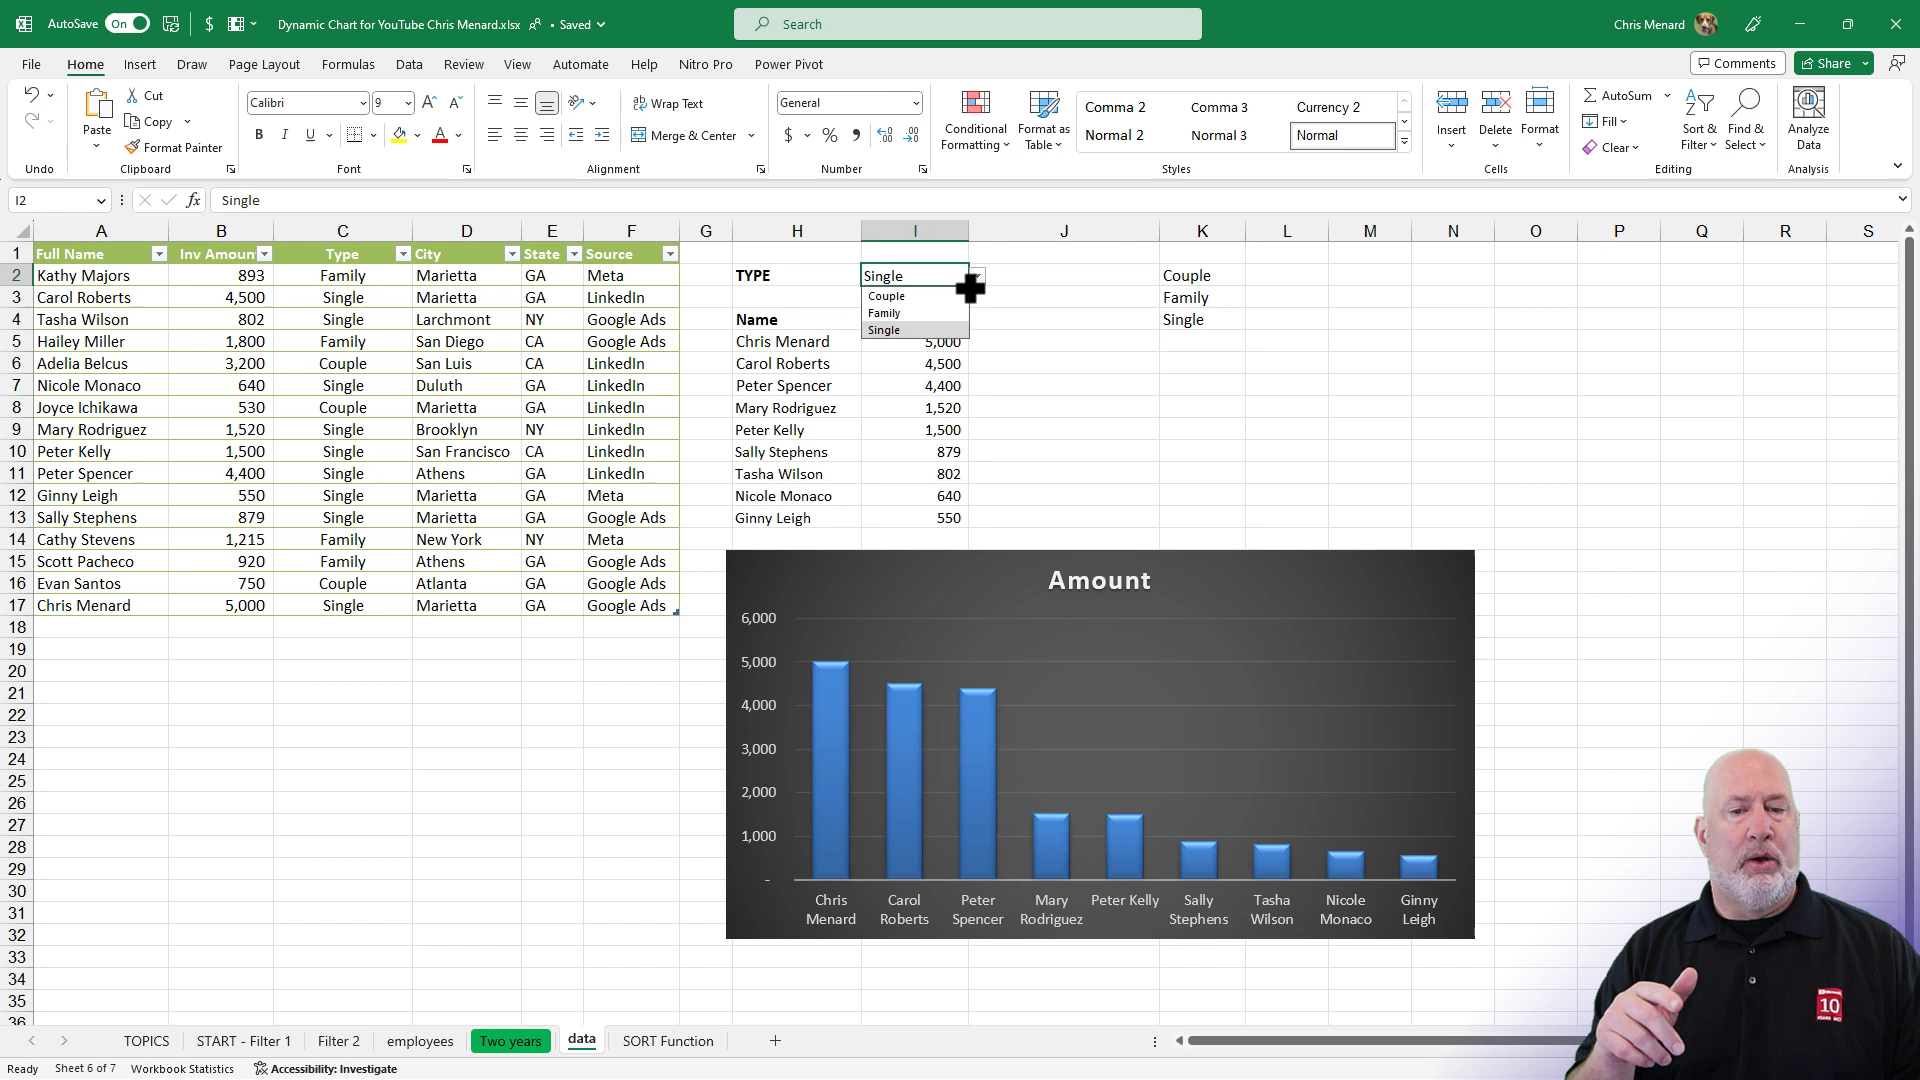 AutoSave On $ Dynamic Chart for YouTube Chris Menard.xlsx • Saved Search Chris Menard
File Home Insert Draw Page Layout Formulas Data Review View Automate Help Nitro Pro Power Pivot Comments Share
Paste Cut Copy Format Painter
Calibri 9 B I U A
Wrap Text Merge & Center
General $ % 9
Conditional Formatting Format as Table
Comma 2 Comma 3 Currency 2
Normal 2 Normal 3 Normal
Insert Delete Format
AutoSum Fill Clear Sort & Filter Find & Select Analyze Data
Undo Clipboard Font Alignment Number Styles Cells Editing Analysis
I2 fx Single
A B C D E F G H I J K L M N O P Q R S
1 Full Name Inv Amount Type City State Source
2 Kathy Majors 893 Family Marietta GA Meta TYPE Single Couple
3 Carol Roberts 4,500 Single Marietta GA LinkedIn Couple Family
4 Tasha Wilson 802 Single Larchmont NY Google Ads Name Family Single
Single
5 Hailey Miller 1,800 Family San Diego CA Google Ads Chris Menard 5,000
6 Adelia Belcus 3,200 Couple San Luis CA LinkedIn Carol Roberts 4,500
7 Nicole Monaco 640 Single Duluth GA LinkedIn Peter Spencer 4,400
8 Joyce Ichikawa 530 Couple Marietta GA LinkedIn Mary Rodriguez 1,520
9 Mary Rodriguez 1,520 Single Brooklyn NY LinkedIn Peter Kelly 1,500
10 Peter Kelly 1,500 Single San Francisco CA LinkedIn Sally Stephens 879
11 Peter Spencer 4,400 Single Athens GA LinkedIn Tasha Wilson 802
12 Ginny Leigh 550 Single Marietta GA Meta Nicole Monaco 640
13 Sally Stephens 879 Single Marietta GA Google Ads Ginny Leigh 550
14 Cathy Stevens 1,215 Family New York NY Meta
15 Scott Pacheco 920 Family Athens GA Google Ads
16 Evan Santos 750 Couple Atlanta GA Google Ads
17 Chris Menard 5,000 Single Marietta GA Google Ads
18
19
20
21
22
23
24
25
26
27
28
29
30
31
32
33
34
35
36
Amount
6,000
5,000
4,000
3,000
2,000
1,000
-
Chris Menard Carol Roberts Peter Spencer Mary Rodriguez Peter Kelly Sally Stephens Tasha Wilson Nicole Monaco Ginny Leigh
10
TOPICS START - Filter 1 Filter 2 employees Two years data SORT Function
Ready Sheet 6 of 7 Workbook Statistics Accessibility: Investigate